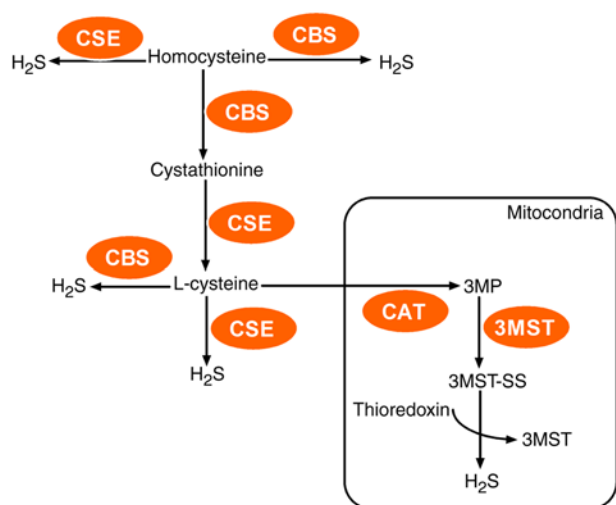 CSE
CBS
H₂S
Homocysteine
H₂S
CBS
Cystathionine
CSE
Mitocondria
CBS
H₂S
L-cysteine
CAT
3MP
CSE
3MST
H₂S
3MST-SS
Thioredoxin
3MST
H₂S